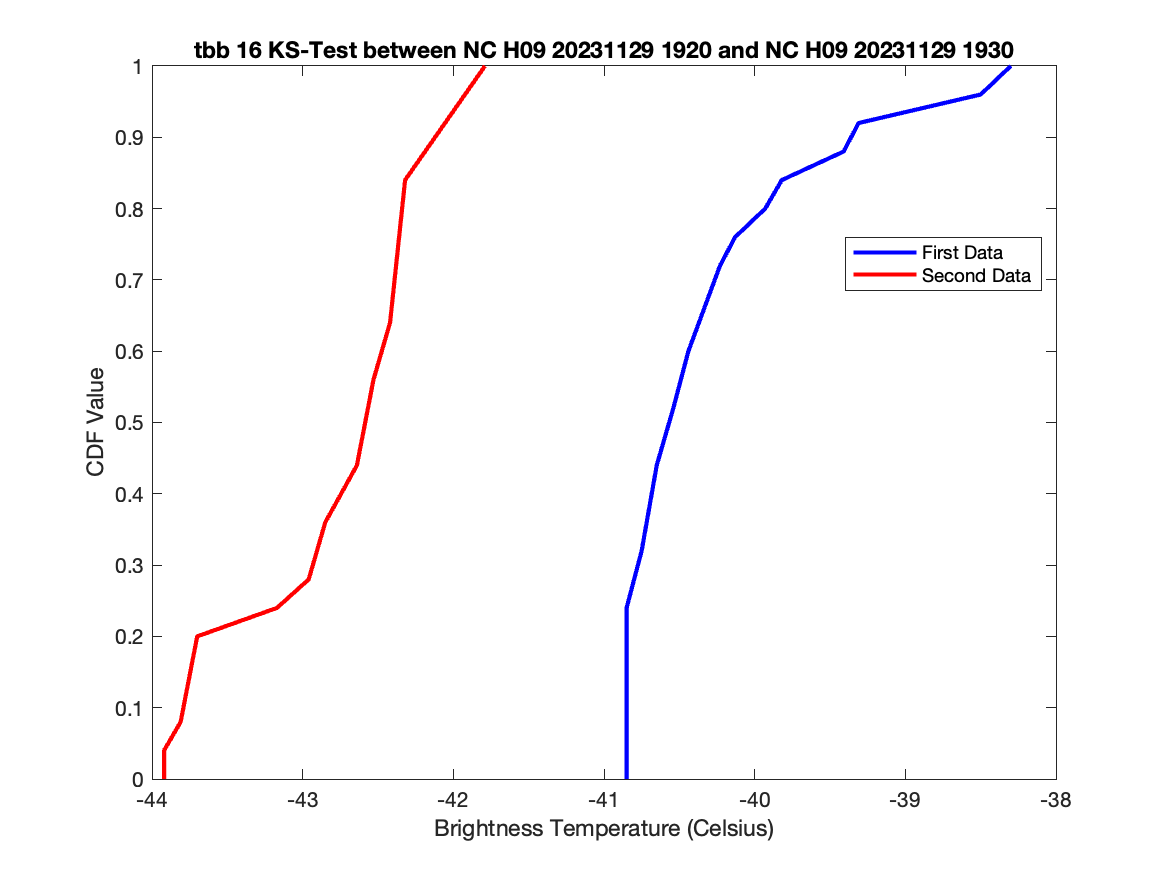 tbb 16 KS-Test between NC H09 20231129 1920 and NC H09 20231129 1930
1
0.9
0.8
0.7
0.6
0.5
0.4
0.3
0.2
0.1
0
CDF Value
First Data
Second Data
-44 -43 -42 -41 -40 -39 -38
Brightness Temperature (Celsius)